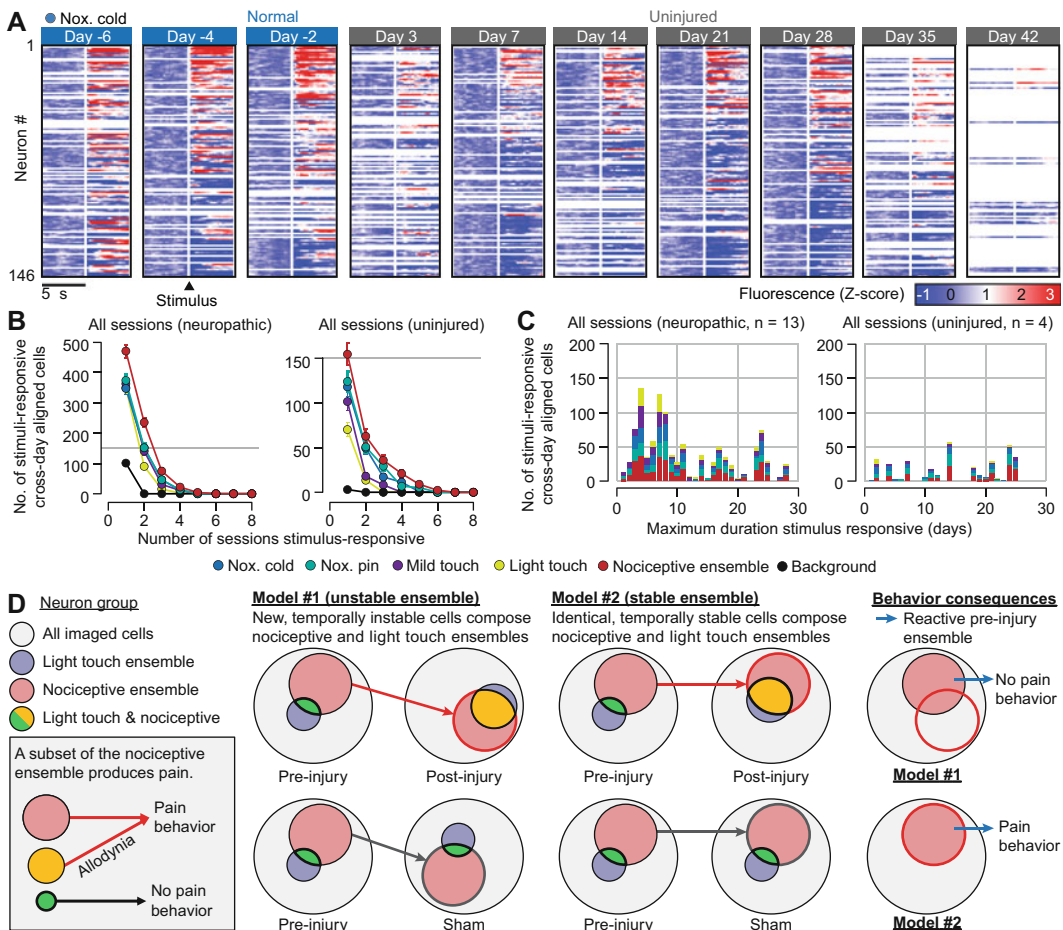 A
Nox. cold
Normal
Uninjured
Day -6
Day -4
Day -2
Day 3
Day 7
Day 14
Day 21
Day 28
Day 35
Day 42
1
Neuron #
146
5 s
Stimulus
Fluorescence (Z-score)
-1 0 1 2 3
B
All sessions (neuropathic)
All sessions (uninjured)
No. of stimuli-responsive
cross-day aligned cells
500
400
300
200
100
0
150
100
50
0
0 2 4 6 8
0 2 4 6 8
Number of sessions stimulus-responsive
C
All sessions (neuropathic, n = 13)
All sessions (uninjured, n = 4)
No. of stimuli-responsive
cross-day aligned cells
200
150
100
50
0
200
150
100
50
0
0 10 20 30
0 10 20 30
Maximum duration stimulus responsive (days)
Nox. cold
Nox. pin
Mild touch
Light touch
Nociceptive ensemble
Background
D
Neuron group
All imaged cells
Light touch ensemble
Nociceptive ensemble
Light touch & nociceptive
A subset of the nociceptive
ensemble produces pain.
Pain
behavior
Allodynia
No pain
behavior
Model #1 (unstable ensemble)
New, temporally instable cells compose
nociceptive and light touch ensembles
Pre-injury
Post-injury
Pre-injury
Sham
Model #2 (stable ensemble)
Identical, temporally stable cells compose
nociceptive and light touch ensembles
Pre-injury
Post-injury
Pre-injury
Sham
Behavior consequences
Reactive pre-injury
ensemble
No pain
behavior
Model #1
Pain
behavior
Model #2